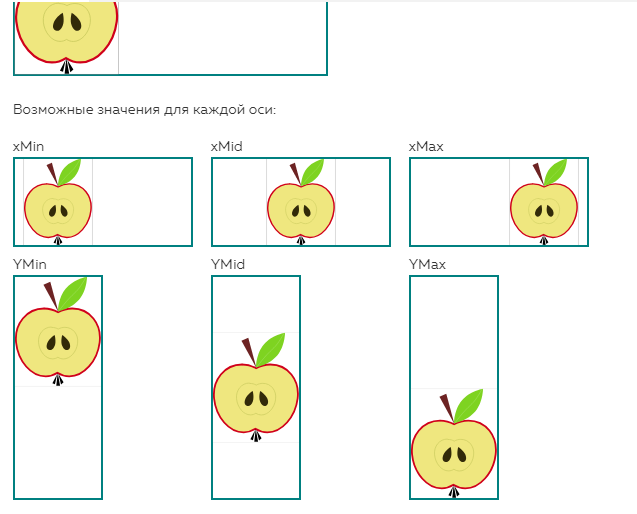 Возможные значения для каждой оси:
xMin xMid xMax
YMin YMid YMax